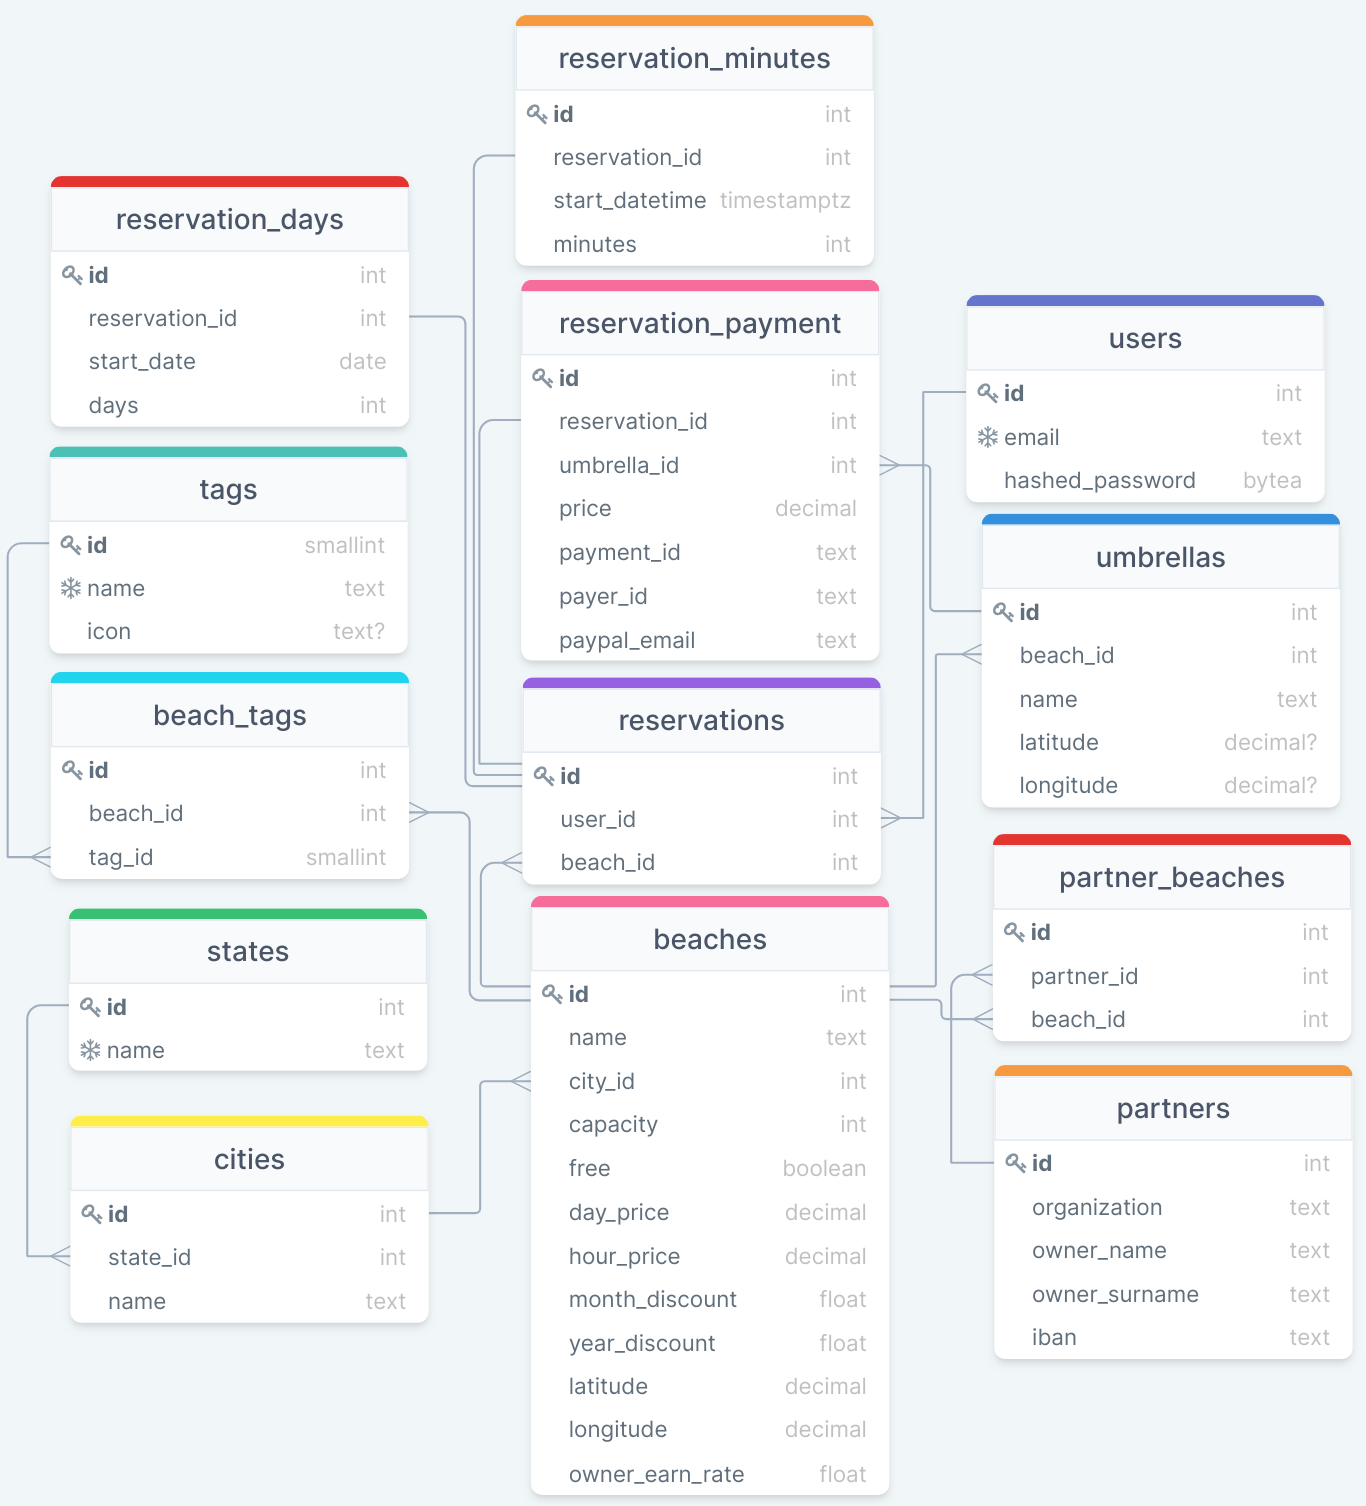 reservation_minutes
id int
reservation_id int
start_datetime timestamptz
minutes int
reservation_days
id int
reservation_id int
start_date date
days int
reservation_payment
id int
reservation_id int
umbrella_id int
price decimal
payment_id text
payer_id text
paypal_email text
users
id int
email text
hashed_password bytea
tags
id smallint
name text
icon text?
umbrellas
id int
beach_id int
name text
latitude decimal?
longitude decimal?
beach_tags
id int
beach_id int
tag_id smallint
reservations
id int
user_id int
beach_id int
partner_beaches
id int
partner_id int
beach_id int
states
id int
name text
beaches
id int
name text
city_id int
capacity int
free boolean
day_price decimal
hour_price decimal
month_discount float
year_discount float
latitude decimal
longitude decimal
owner_earn_rate float
cities
id int
state_id int
name text
partners
id int
organization text
owner_name text
owner_surname text
iban text